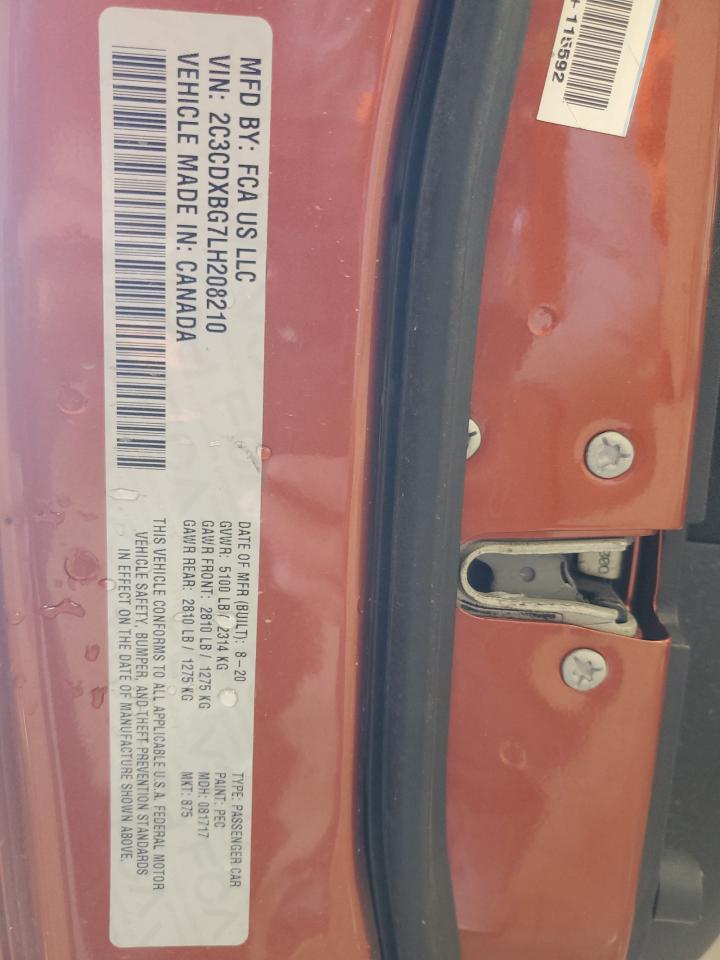 MFD BY: FCA US LLC
VIN: 2C3CDXBG7LH208210
VEHICLE MADE IN: CANADA
DATE OF MFR (BUILT): 8-20
GVWR: 5100 LB / 2314 KG
GAWR FRONT: 2810 LB / 1275 KG
GAWR REAR: 2810 LB / 1275 KG
TYPE: PASSENGER CAR
PAINT: PEC
MDH: 081717
MKT: 875
THIS VEHICLE CONFORMS TO ALL APPLICABLE U.S.A. FEDERAL MOTOR
VEHICLE SAFETY, BUMPER, AND THEFT PREVENTION STANDARDS
IN EFFECT ON THE DATE OF MANUFACTURE SHOWN ABOVE.
115592